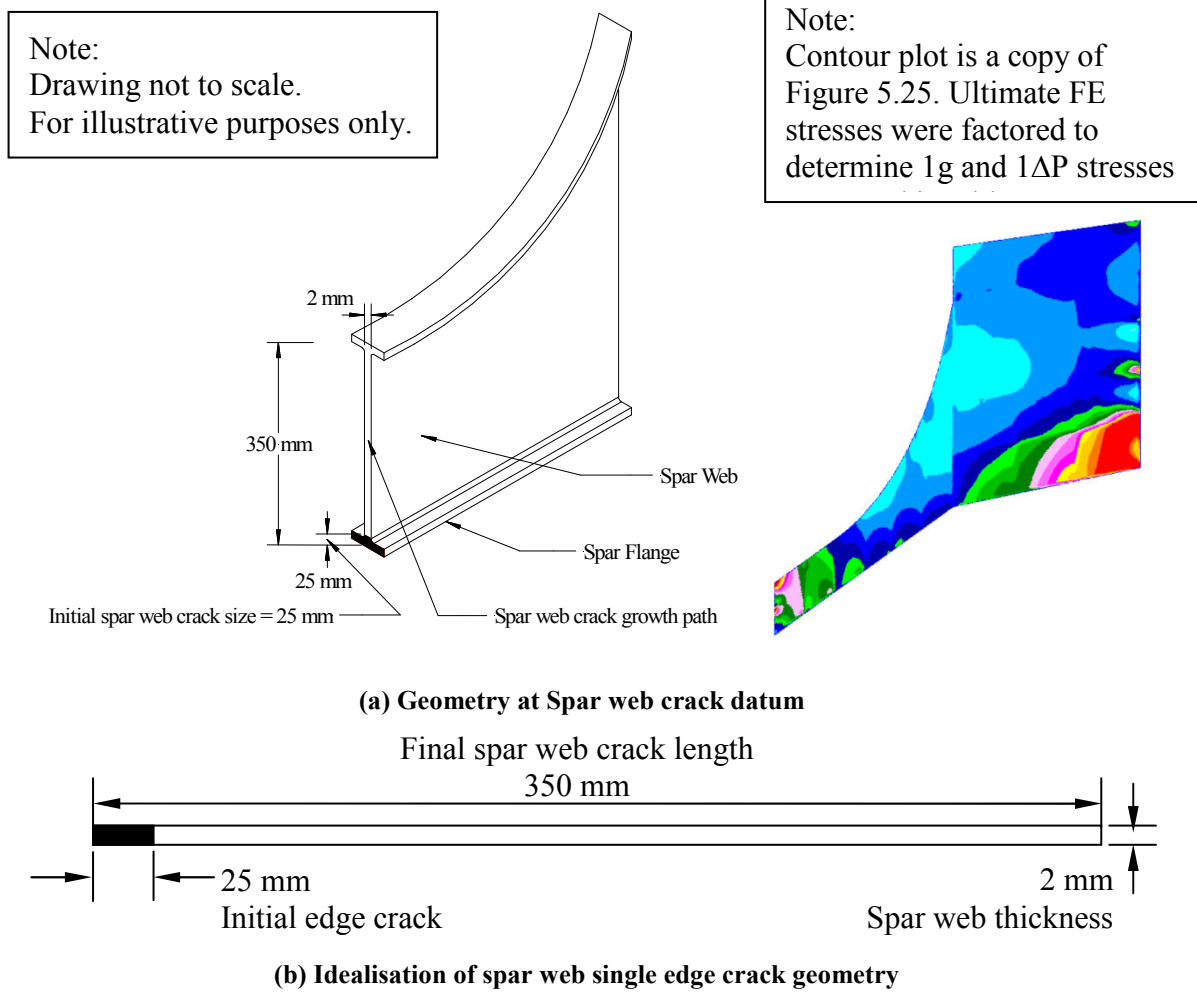 Note:
Drawing not to scale.
For illustrative purposes only.
Note:
Contour plot is a copy of
Figure 5.25. Ultimate FE
stresses were factored to
determine 1g and 1ΔP stresses
2 mm
350 mm
25 mm
Spar Web
Spar Flange
Initial spar web crack size = 25 mm
Spar web crack growth path
(a) Geometry at Spar web crack datum
Final spar web crack length
350 mm
25 mm
Initial edge crack
2 mm
Spar web thickness
(b) Idealisation of spar web single edge crack geometry